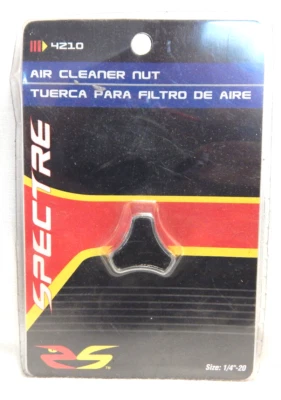 4210
AIR CLEANER NUT
TUERCA PARA FILTRO DE AIRE
SPECTRE
Size: 1/4"-20